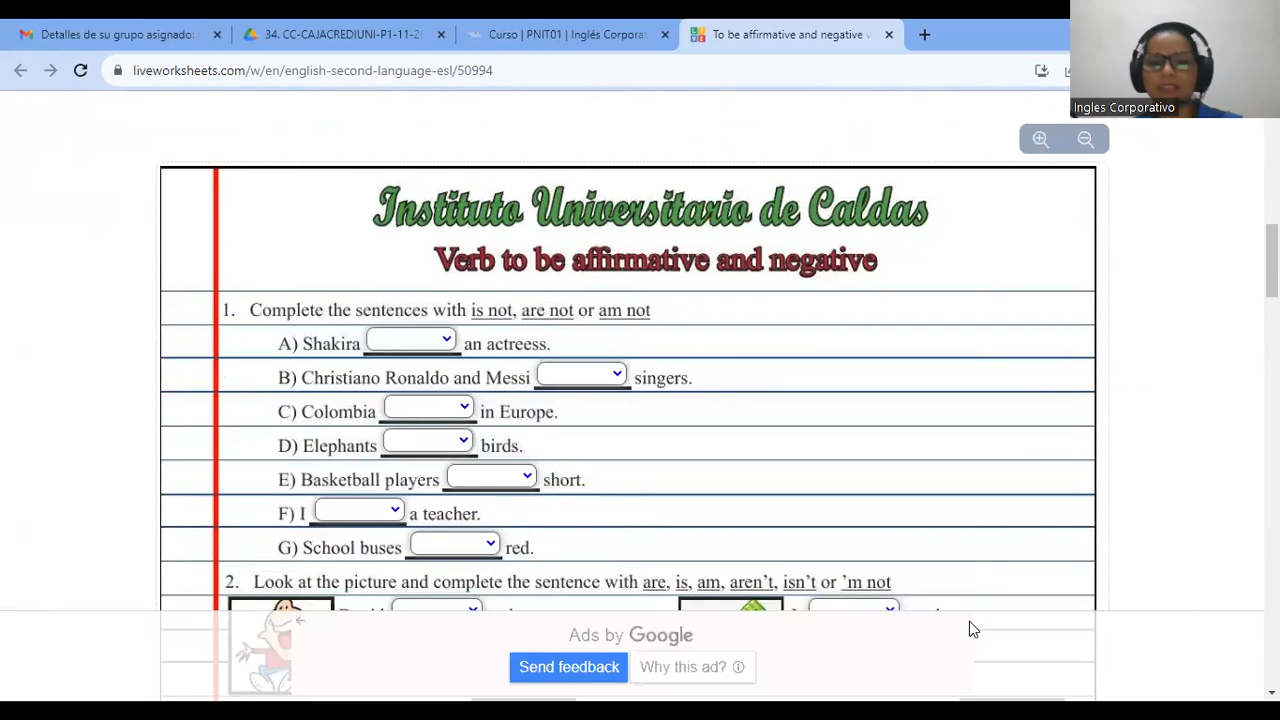 Detalles de su grupo asignado:
34. CC-CAJACREDIUNI-P1-11-20
Curso | PNIT01 | Inglés Corporas
To be affirmative and negative
liveworksheets.com/w/en/english-second-language-esl/50994
Ingles Corporativo
Instituto Universitario de Caldas
Verb to be affirmative and negative
1. Complete the sentences with is not, are not or am not
A) Shakira an actreess.
B) Christiano Ronaldo and Messi singers.
C) Colombia in Europe.
D) Elephants birds.
E) Basketball players short.
F) I a teacher.
G) School buses red.
2. Look at the picture and complete the sentence with are, is, am, aren't, isn't or 'm not
Ads by Google
Send feedback
Why this ad?